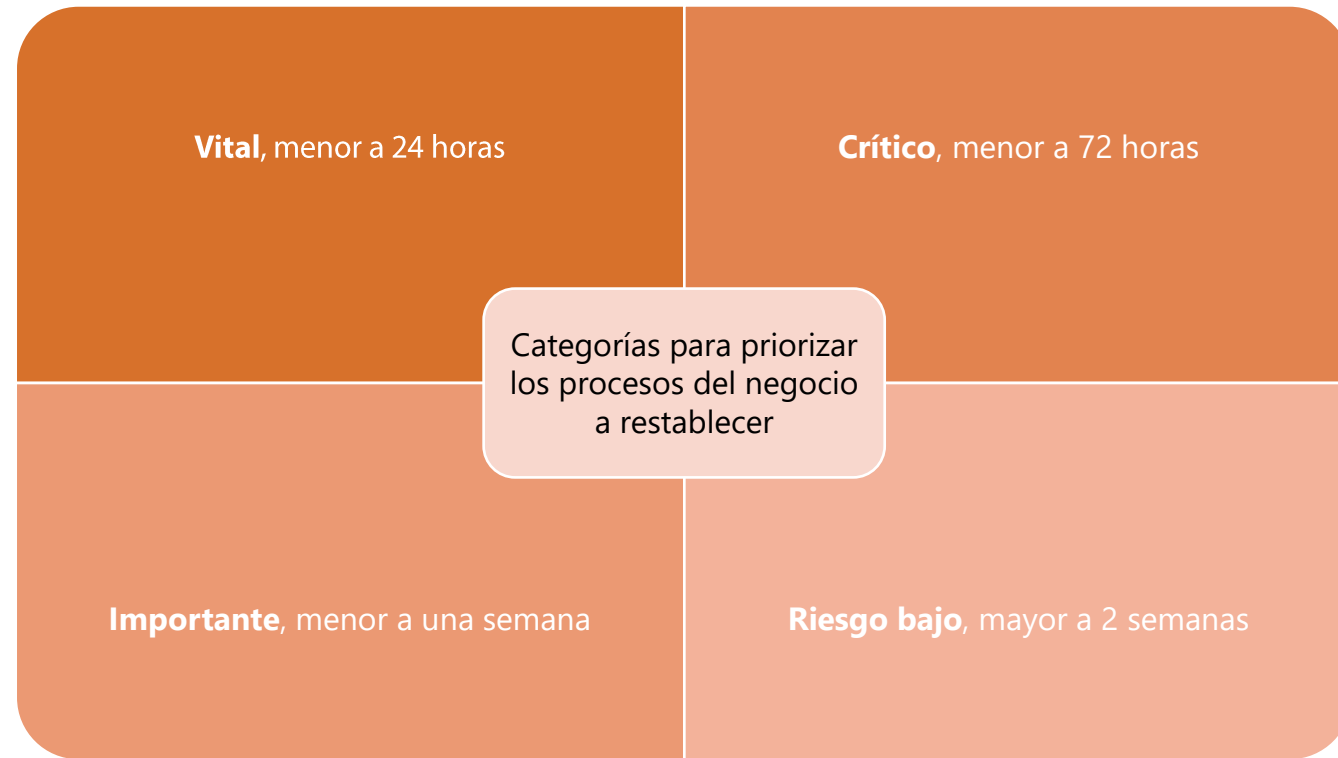 Vital, menor a 24 horas
Crítico, menor a 72 horas
Categorías para priorizar
los procesos del negocio
a restablecer
Importante, menor a una semana
Riesgo bajo, mayor a 2 semanas